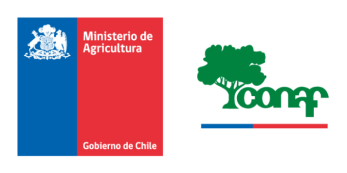 Ministerio de
Agricultura
Gobierno de Chile
conaf